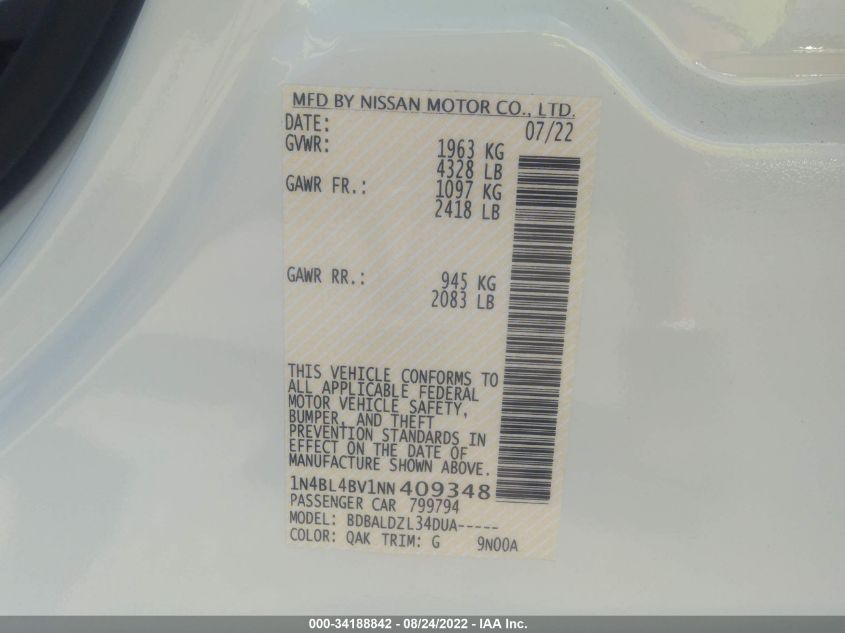 MFD BY NISSAN MOTOR CO., LTD.
DATE: 07/22
GVWR: 1963 KG
4328 LB
GAWR FR.: 1097 KG
2418 LB
GAWR RR.: 945 KG
2083 LB
THIS VEHICLE CONFORMS TO
ALL APPLICABLE FEDERAL
MOTOR VEHICLE SAFETY,
BUMPER, AND THEFT
PREVENTION STANDARDS IN
EFFECT ON THE DATE OF
MANUFACTURE SHOWN ABOVE.
1N4BL4BV1NN409348
PASSENGER CAR 799794
MODEL: BDBALDZL34DUA-----
COLOR: QAK TRIM: G 9N00A
000-34188842 - 08/24/2022 - IAA Inc.